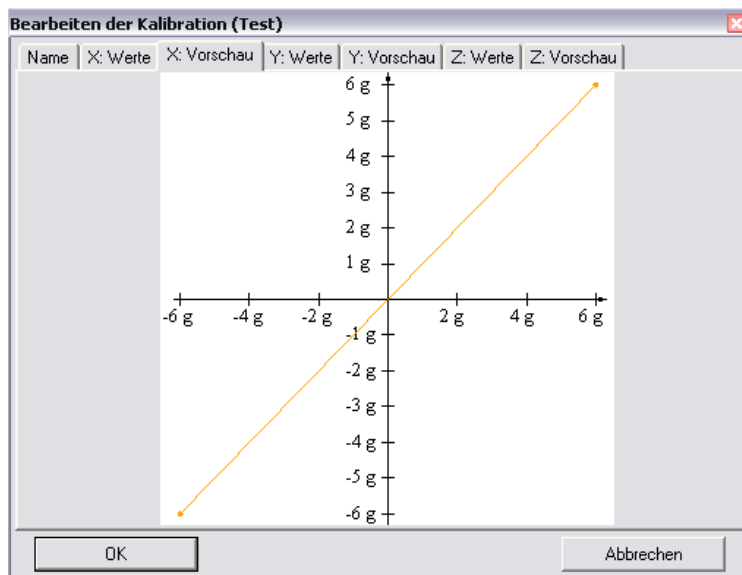 Bearbeiten der Kalibration (Test)
Name X: Werte X: Vorschau Y: Werte Y: Vorschau Z: Werte Z: Vorschau
6 g
5 g
4 g
3 g
2 g
1 g
-6 g -4 g -2 g 2 g 4 g 6 g
-1 g
-2 g
-3 g
-4 g
-5 g
-6 g
OK Abbrechen